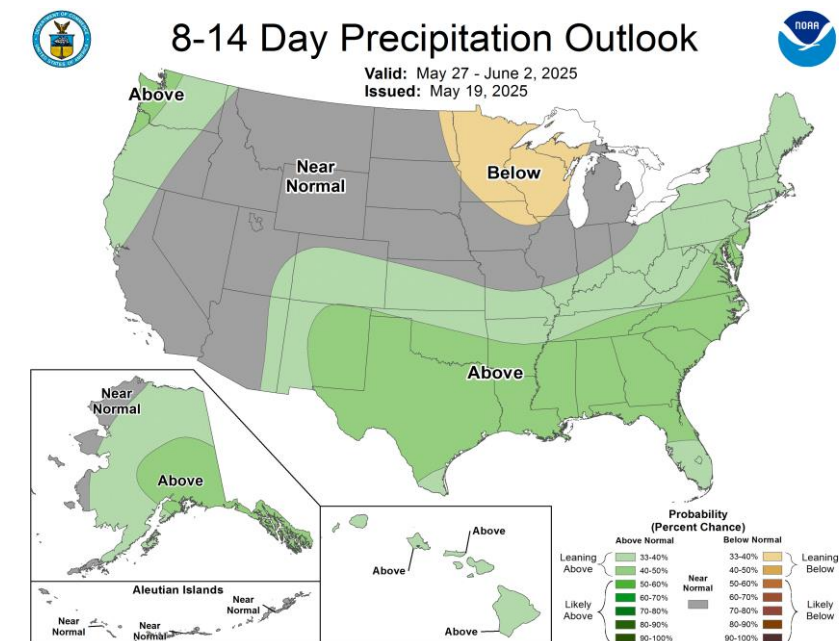 8-14 Day Precipitation Outlook
Valid: May 27 - June 2, 2025
Issued: May 19, 2025
NOAA
Above
Near
Normal
Below
Above
Near
Normal
Above
Aleutian Islands
Near
Normal
Near
Normal
Near
Normal
Above
Above
Above
Probability
(Percent Chance)
Above Normal
Below Normal
Leaning
Above
33-40%
40-50%
50-60%
60-70%
70-80%
80-90%
90-100%
Likely
Above
Near
Normal
33-40%
40-50%
50-60%
60-70%
70-80%
80-90%
90-100%
Leaning
Below
Likely
Below